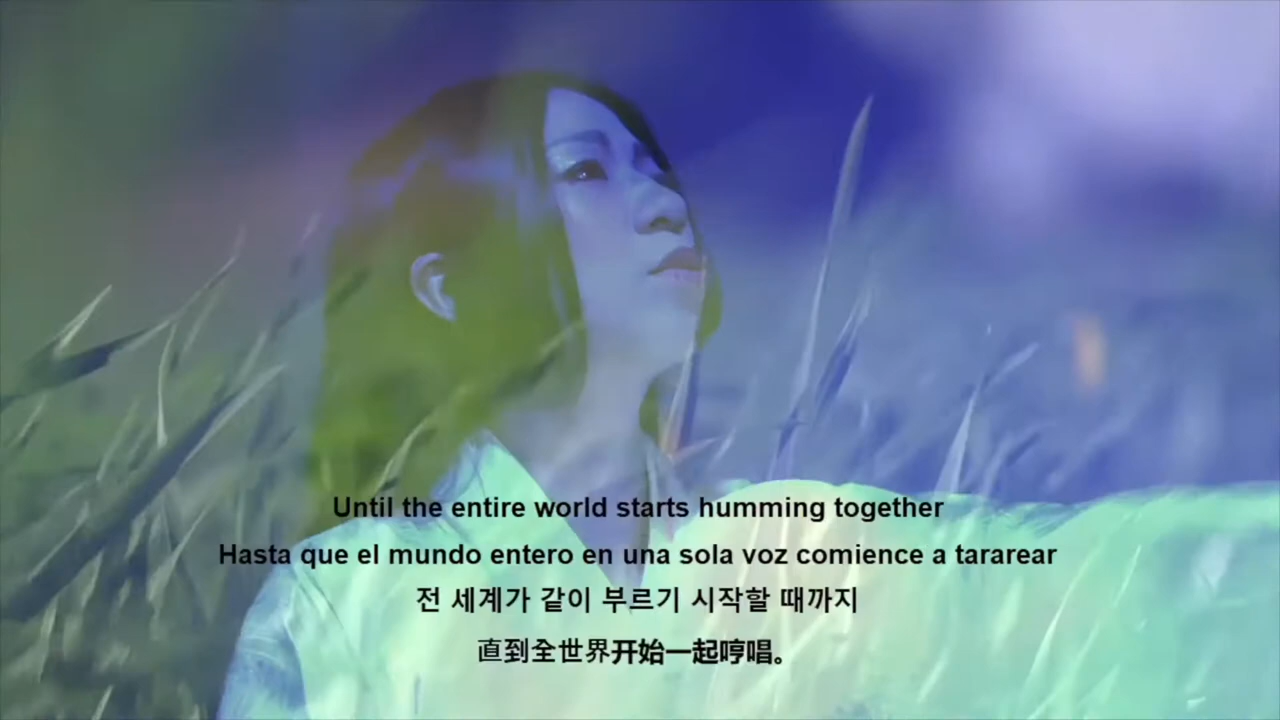 Until the entire world starts humming together
Hasta que el mundo entero en una sola voz comience a tararear
전 세계가 같이 부르기 시작할 때까지
直到全世界开始一起哼唱。